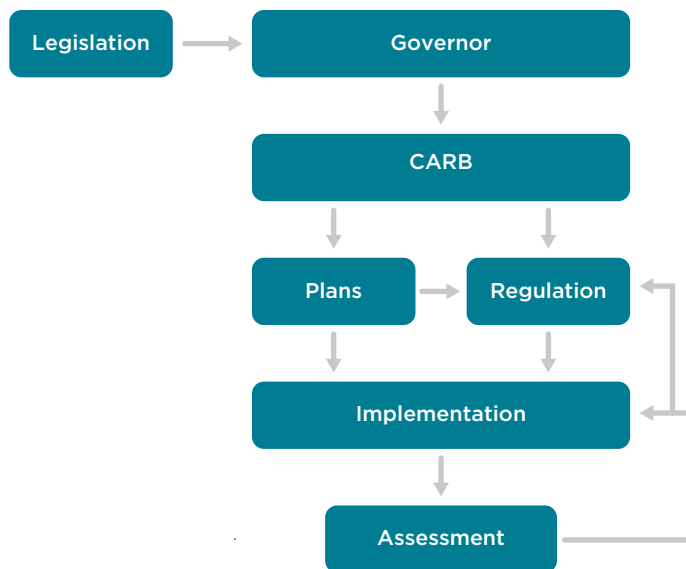 Legislation
Governor
CARB
Plans
Regulation
Implementation
Assessment